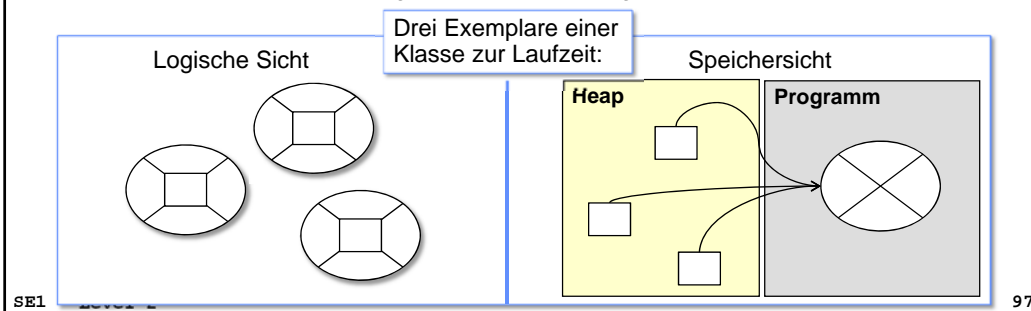 Drei Exemplare einer
Klasse zur Laufzeit:
Logische Sicht
Speichersicht
Heap
Programm
SE1
97